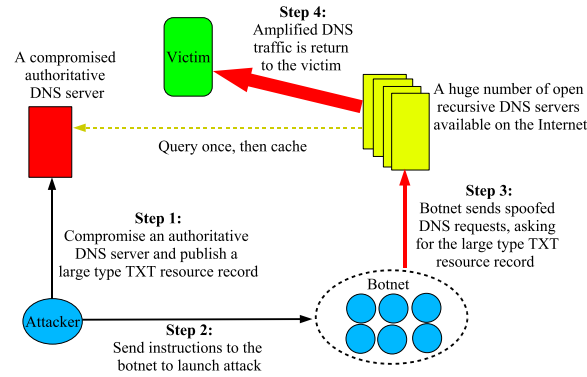 Step 4:
Amplified DNS
traffic is return
to the victim
Victim
A compromised
authoritative
DNS server
A huge number of open
recursive DNS servers
available on the Internet
Query once, then cache
Step 1:
Compromise an authoritative
DNS server and publish a
large type TXT resource record
Step 3:
Botnet sends spoofed
DNS requests, asking
for the large type TXT
resource record
Botnet
Attacker
Step 2:
Send instructions to the
botnet to launch attack